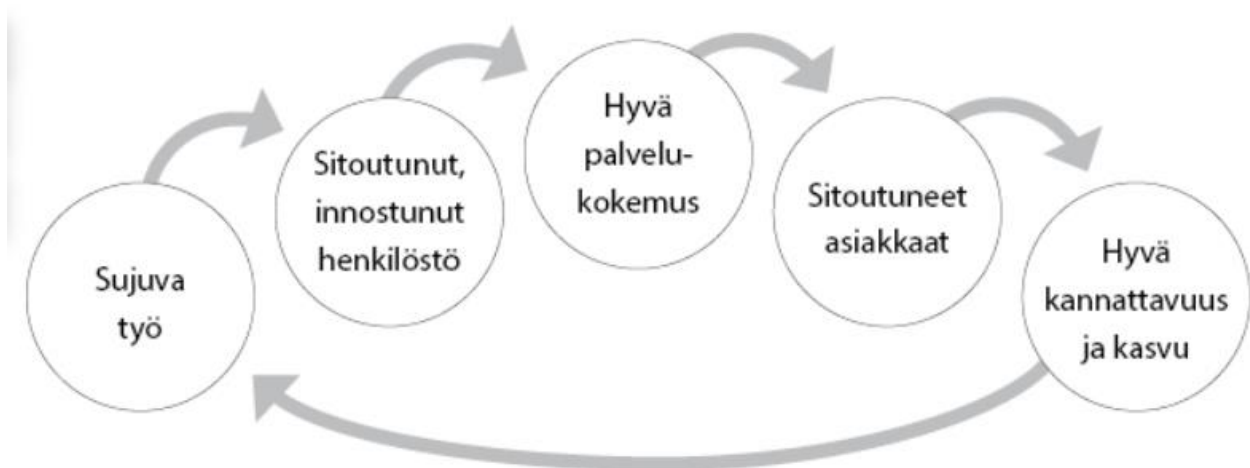 Sujuva
työ
Sitoutunut,
innostunut
henkilöstö
Hyvä
palvelu-
kokemus
Sitoutuneet
asiakkaat
Hyvä
kannattavuus
ja kasvu